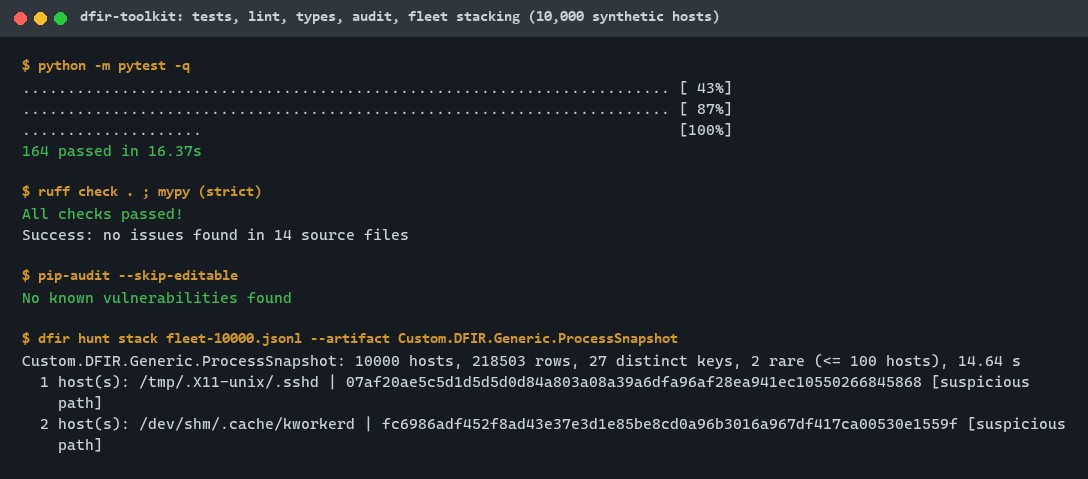 dfir-toolkit: tests, lint, types, audit, fleet stacking (10,000 synthetic hosts)
$ python -m pytest -q
........................................................................ [ 43%]
........................................................................ [ 87%]
.................... [100%]
164 passed in 16.37s
$ ruff check . ; mypy (strict)
All checks passed!
Success: no issues found in 14 source files
$ pip-audit --skip-editable
No known vulnerabilities found
$ dfir hunt stack fleet-10000.jsonl --artifact Custom.DFIR.Generic.ProcessSnapshot
Custom.DFIR.Generic.ProcessSnapshot: 10000 hosts, 218503 rows, 27 distinct keys, 2 rare (<= 100 hosts), 14.64 s
1 host(s): /tmp/.X11-unix/.sshd | 07af20ae5c5d1d5d5d0d84a803a08a39a6dfa96af28ea941ec10550266845868 [suspicious
path]
2 host(s): /dev/shm/.cache/kworkerd | fc6986adf452f8ad43e37e3d1e85be8cd0a96b3016a967df417ca00530e1559f [suspicious
path]